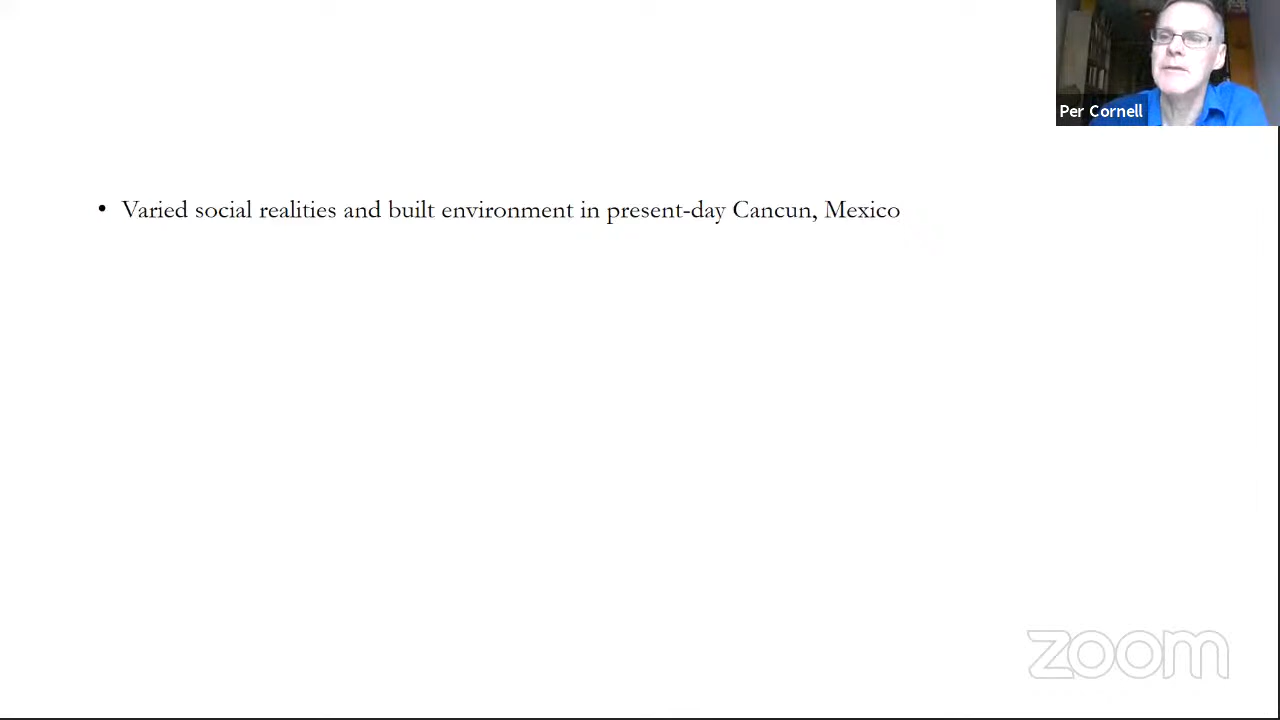 Per Cornell
• Varied social realities and built environment in present-day Cancun, Mexico
zoom